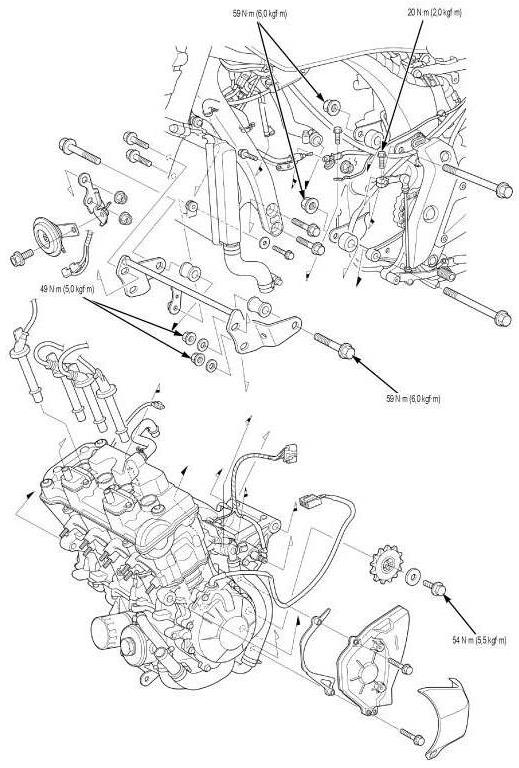 59 N·m (6,0 kgf·m)
20 N·m (2,0 kgf·m)
49 N·m (5,0 kgf·m)
59 N·m (6,0 kgf·m)
54 N·m (5,5 kgf·m)